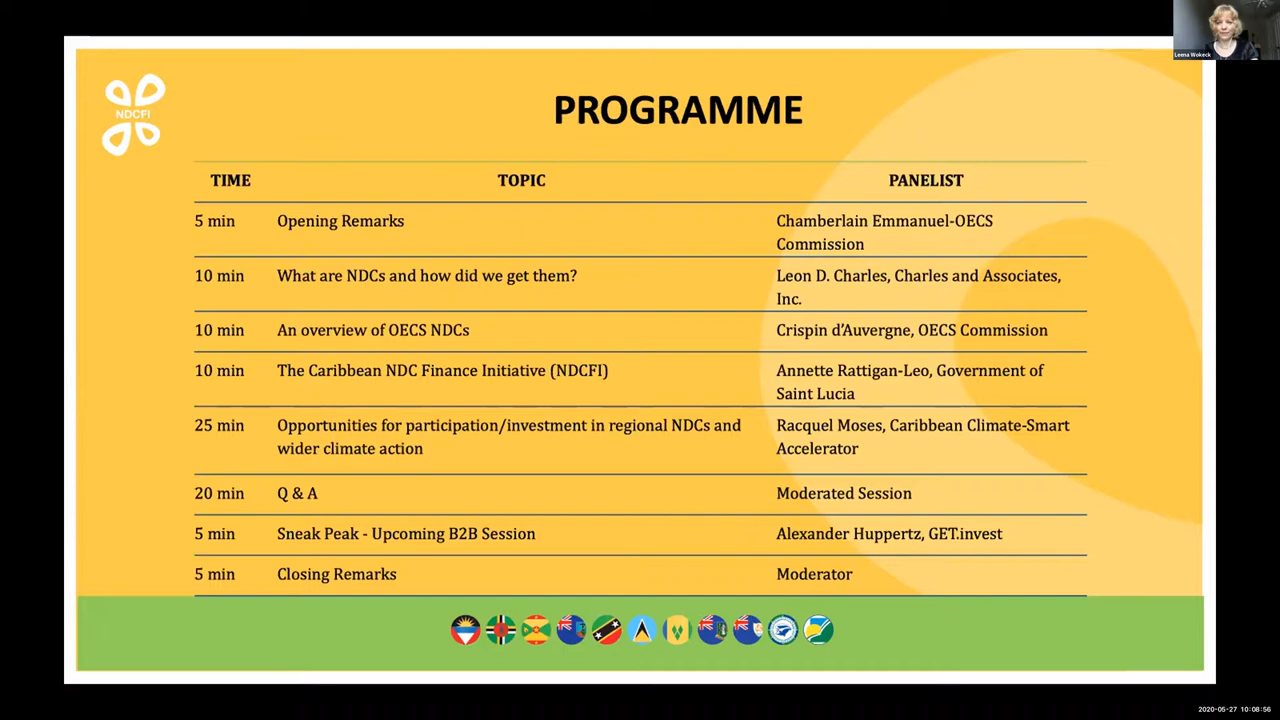 Leena Wokeck
NDCFI
PROGRAMME
TIME TOPIC PANELIST
5 min Opening Remarks Chamberlain Emmanuel-OECS
Commission
10 min What are NDCs and how did we get them? Leon D. Charles, Charles and Associates,
Inc.
10 min An overview of OECS NDCs Crispin d’Auvergne, OECS Commission
10 min The Caribbean NDC Finance Initiative (NDCFI) Annette Rattigan-Leo, Government of
Saint Lucia
25 min Opportunities for participation/investment in regional NDCs and Racquel Moses, Caribbean Climate-Smart
wider climate action Accelerator
20 min Q & A Moderated Session
5 min Sneak Peak - Upcoming B2B Session Alexander Huppertz, GET.invest
5 min Closing Remarks Moderator
2020-05-27 10:08:56